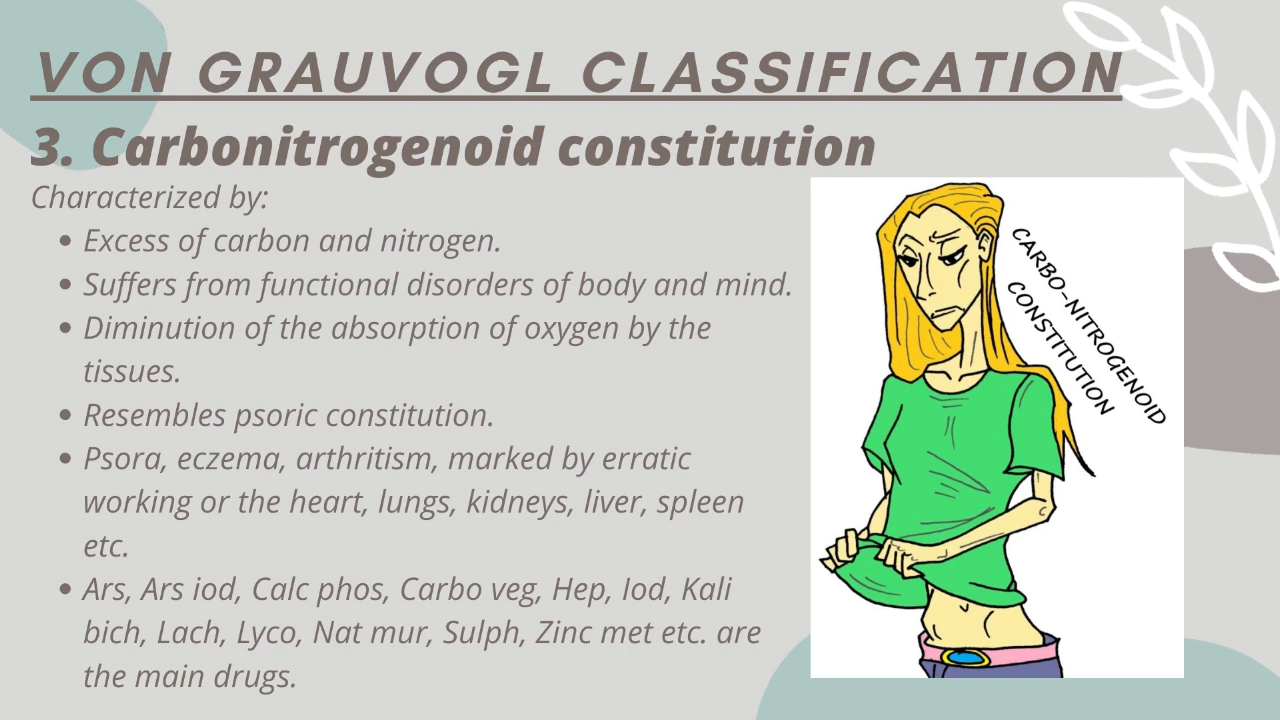 VON GRAUVOGL CLASSIFICATION
3. Carbonitrogenoid constitution
Characterized by:
• Excess of carbon and nitrogen.
• Suffers from functional disorders of body and mind.
• Diminution of the absorption of oxygen by the
tissues.
• Resembles psoric constitution.
• Psora, eczema, arthritism, marked by erratic
working or the heart, lungs, kidneys, liver, spleen
etc.
• Ars, Ars iod, Calc phos, Carbo veg, Hep, Iod, Kali
bich, Lach, Lyco, Nat mur, Sulph, Zinc met etc. are
the main drugs.
CARBO-NITROGENOID
CONSTITUTION